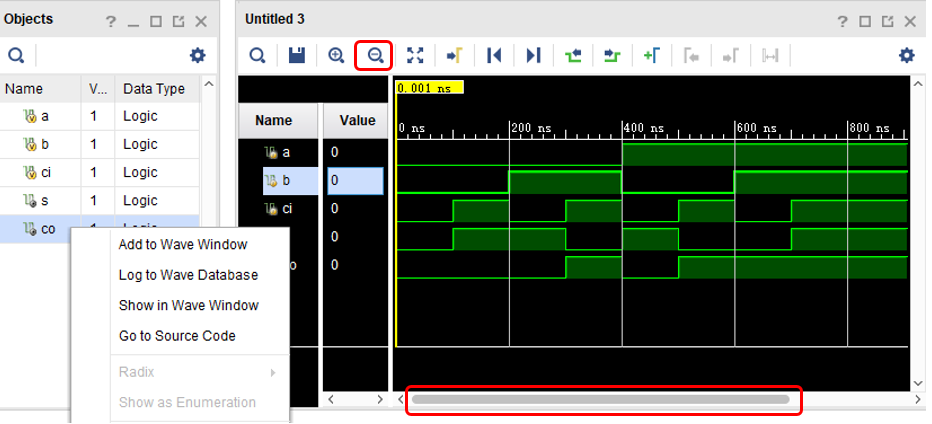 Objects
Name V... Data Type
a 1 Logic
b 1 Logic
ci 1 Logic
s 1 Logic
co 1 Logic
Add to Wave Window
Log to Wave Database
Show in Wave Window
Go to Source Code
Radix
Show as Enumeration
Untitled 3
0.001 ns
Name Value
0 ns 200 ns 400 ns 600 ns 800 ns
a 0
b 0
ci 0
0
o 0